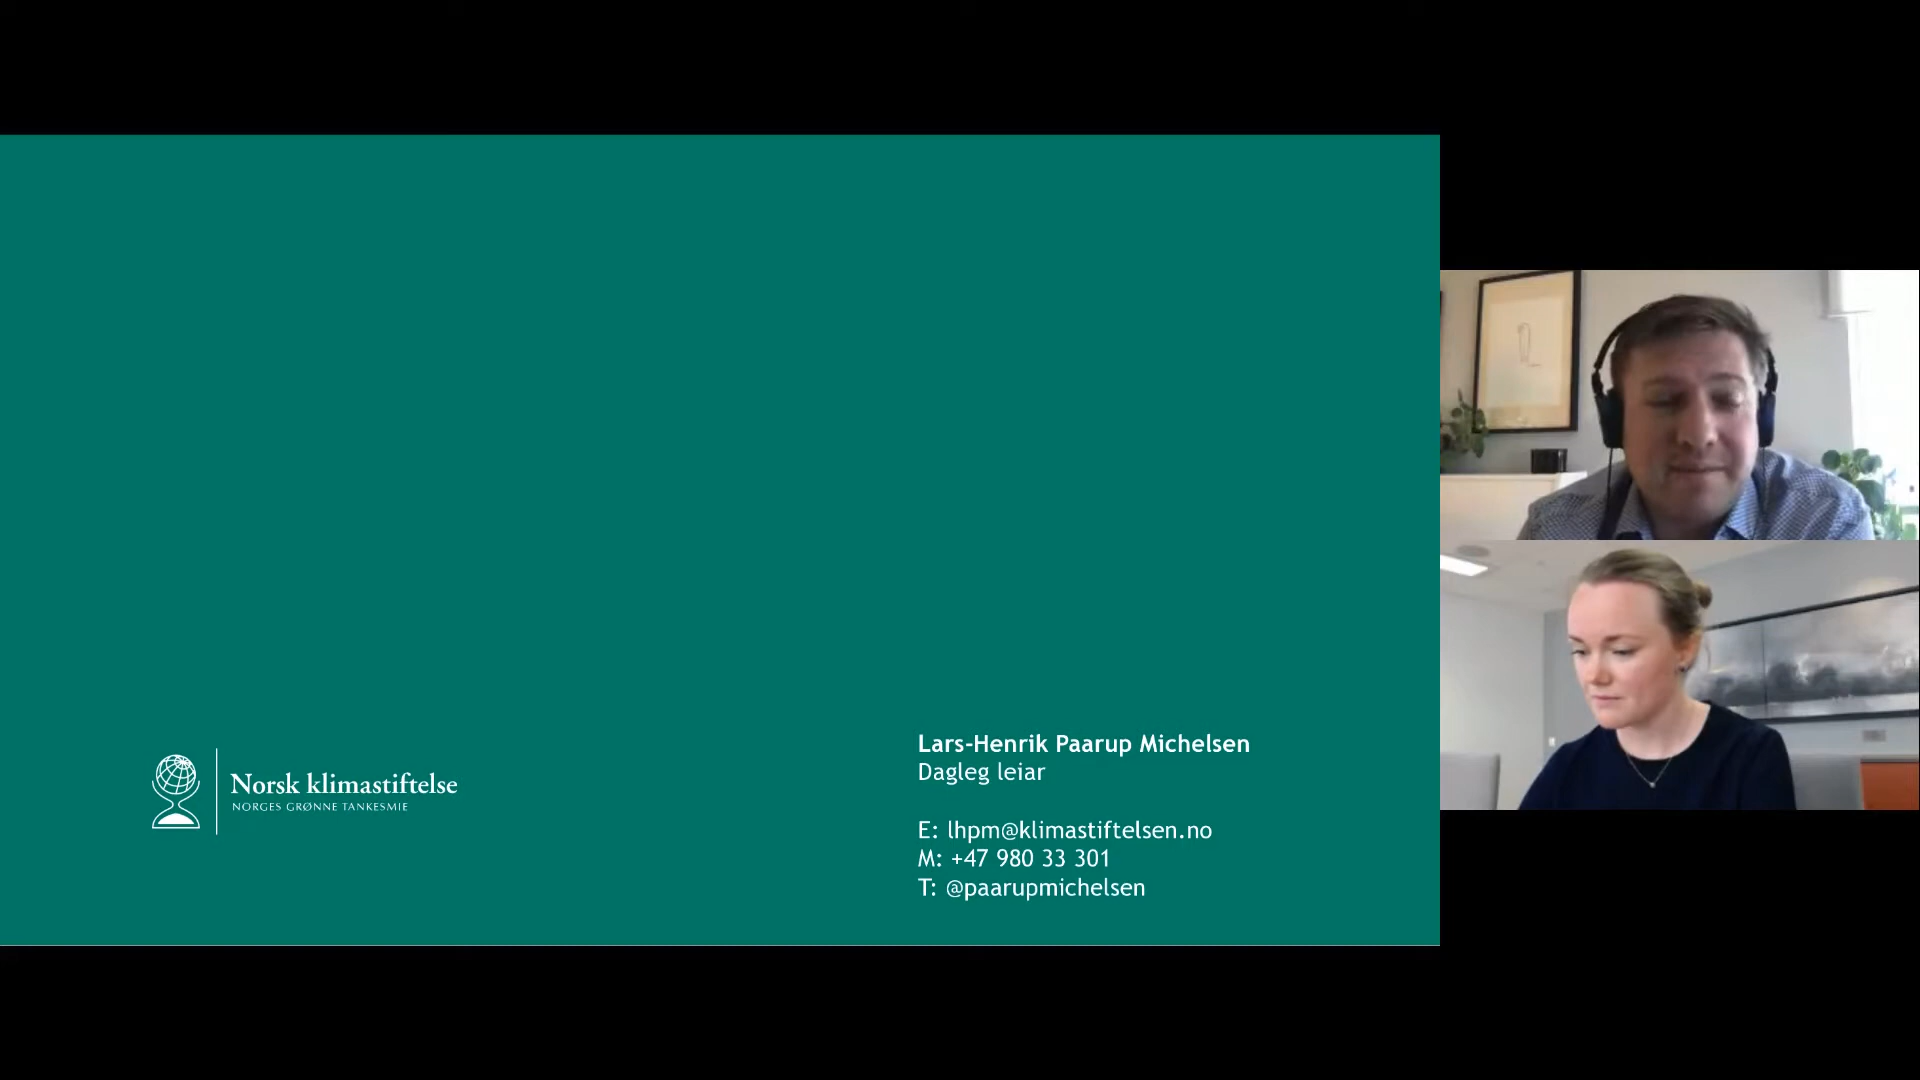 Norsk klimastiftelse
NORGES GRØNNE TANKESMIE
Lars-Henrik Paarup Michelsen
Dagleg leiar
E: lhpm@klimastiftelsen.no
M: +47 980 33 301
T: @paarupmichelsen